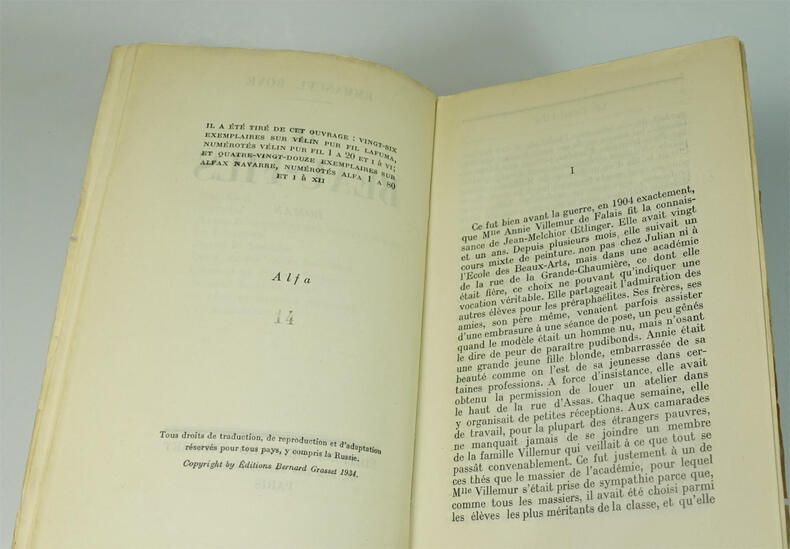 IL A ÉTÉ TIRÉ DE CET OUVRAGE : VINGT-SIX
EXEMPLAIRES SUR VÉLIN PUR FIL LAFUMA,
NUMÉROTÉS VÉLIN PUR FIL 1 A 20 ET I à VI;
ET QUATRE-VINGT-DOUZE EXEMPLAIRES SUR
ALFAX NAVARRE, NUMÉROTÉS ALFA 1 A 80
ET I à XII
Alfa
14
Tous droits de traduction, de reproduction et d'adaptation
réservés pour tous pays, y compris la Russie.
Copyright by Éditions Bernard Grasset 1934.
I
Ce fut bien avant la guerre, en 1904 exactement,
que Mlle Annie Villemur de Falais fit la connais-
sance de Jean-Melchior Œtlinger. Elle avait vingt
et un ans. Depuis plusieurs mois, elle suivait un
cours mixte de peinture. non pas chez Julian ni à
l'Ecole des Beaux-Arts, mais dans une académie
de la rue de la Grande-Chaumière, ce dont elle
était fière, ce choix ne pouvant qu'indiquer une
vocation véritable. Elle partageait l'admiration des
autres élèves pour les préraphaélites. Ses frères, ses
amies, son père même, venaient parfois assister
d'une embrasure à une séance de pose, un peu gênés
quand le modèle était un homme nu, mais n'osant
le dire de peur de paraître pudibonds. Annie était
une grande jeune fille blonde, embarrassée de sa
beauté comme on l'est de sa jeunesse dans cer-
taines professions. A force d'insistance, elle avait
obtenu la permission de louer un atelier dans
le haut de la rue d'Assas. Chaque semaine, elle
y organisait de petites réceptions. Aux camarades
de travail, pour la plupart des étrangers pauvres,
ne manquait jamais de se joindre un membre
de la famille Villemur qui veillait à ce que tout se
passât convenablement. Ce fut justement à un de
ces thés que le massier de l'académie, pour lequel
Mlle Villemur s'était prise de sympathie parce que,
comme tous les massiers, il avait été choisi parmi
les élèves les plus méritants de la classe, et qu'elle